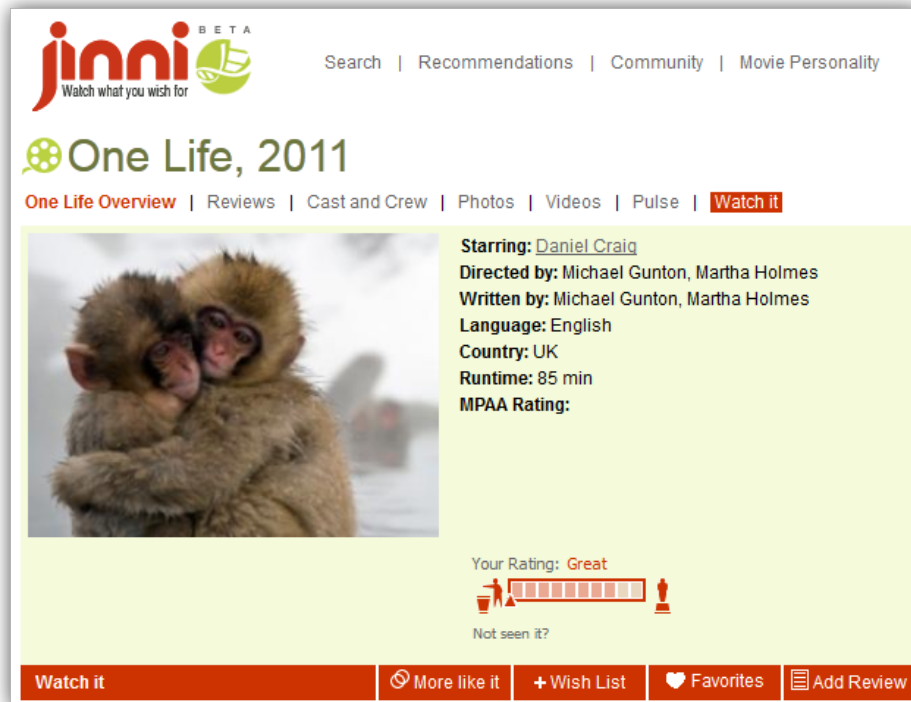 BETA
jinni
Watch what you wish for
Search | Recommendations | Community | Movie Personality
One Life, 2011
One Life Overview | Reviews | Cast and Crew | Photos | Videos | Pulse | Watch it
Starring: Daniel Craig
Directed by: Michael Gunton, Martha Holmes
Written by: Michael Gunton, Martha Holmes
Language: English
Country: UK
Runtime: 85 min
MPAA Rating:
Your Rating: Great
Not seen it?
Watch it More like it + Wish List Favorites Add Review